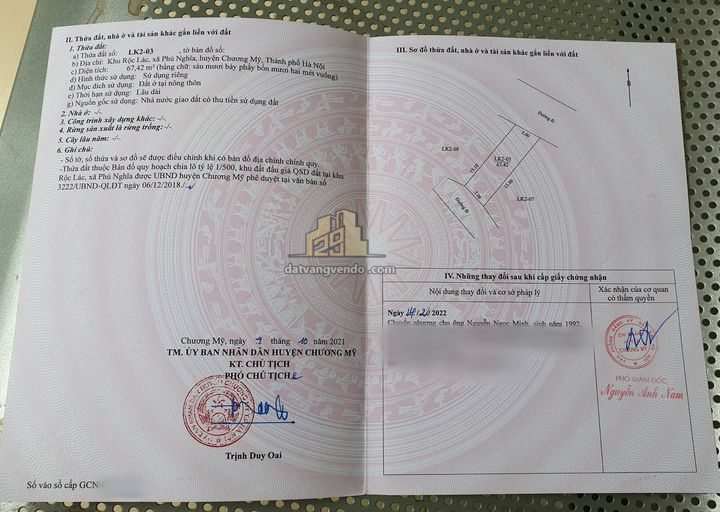 II. Thửa đất, nhà ở và tài sản khác gắn liền với đất
1. Thửa đất:
a) Thửa đất số: LK2-03 , tờ bản đồ số:
b) Địa chỉ: Khu Rộc Lác, xã Phú Nghĩa, huyện Chương Mỹ, Thành phố Hà Nội
c) Diện tích: 67,42 m² (bằng chữ: sáu mươi bảy phẩy bốn mươi hai mét vuông)
d) Hình thức sử dụng: Sử dụng riêng
đ) Mục đích sử dụng: Đất ở tại nông thôn
e) Thời hạn sử dụng: Lâu dài
g) Nguồn gốc sử dụng: Nhà nước giao đất có thu tiền sử dụng đất
2. Nhà ở: -/-
3. Công trình xây dựng khác: -/-
4. Rừng sản xuất là rừng trồng: -/-
5. Cây lâu năm: -/-
6. Ghi chú:
- Số tờ, số thửa và sơ đồ sẽ được điều chỉnh khi có bản đồ địa chính chính quy.
-Thửa đất thuộc Bản đồ quy hoạch chia lô tỷ lệ 1/500, khu đất đấu giá QSD đất tại khu
Rộc Lác, xã Phú Nghĩa được UBND huyện Chương Mỹ phê duyệt tại văn bản số
3222/UBND-QLĐT ngày 06/12/2018./.
29
datvangvendo.com
Chương Mỹ, ngày 9 tháng 10 năm 2021
TM. ỦY BAN NHÂN DÂN HUYỆN CHƯƠNG MỸ
KT. CHỦ TỊCH
PHÓ CHỦ TỊCH
Trịnh Duy Oai
Số vào sổ cấp GCN
III. Sơ đồ thửa đất, nhà ở và tài sản khác gắn liền với đất
B
Đường đi
5.00
LK2-08
LK2-03
67.42
13.50
5.00
LK2-07
Đường đi
IV. Những thay đổi sau khi cấp giấy chứng nhận
Nội dung thay đổi và cơ sở pháp lý
Xác nhận của cơ quan
có thẩm quyền
Chuyển nhượng cho ông Nguyễn Ngọc Minh, sinh năm 1992,
CHƯƠNG MỸ
PHÓ GIÁM ĐỐC
Nguyễn Anh Nam